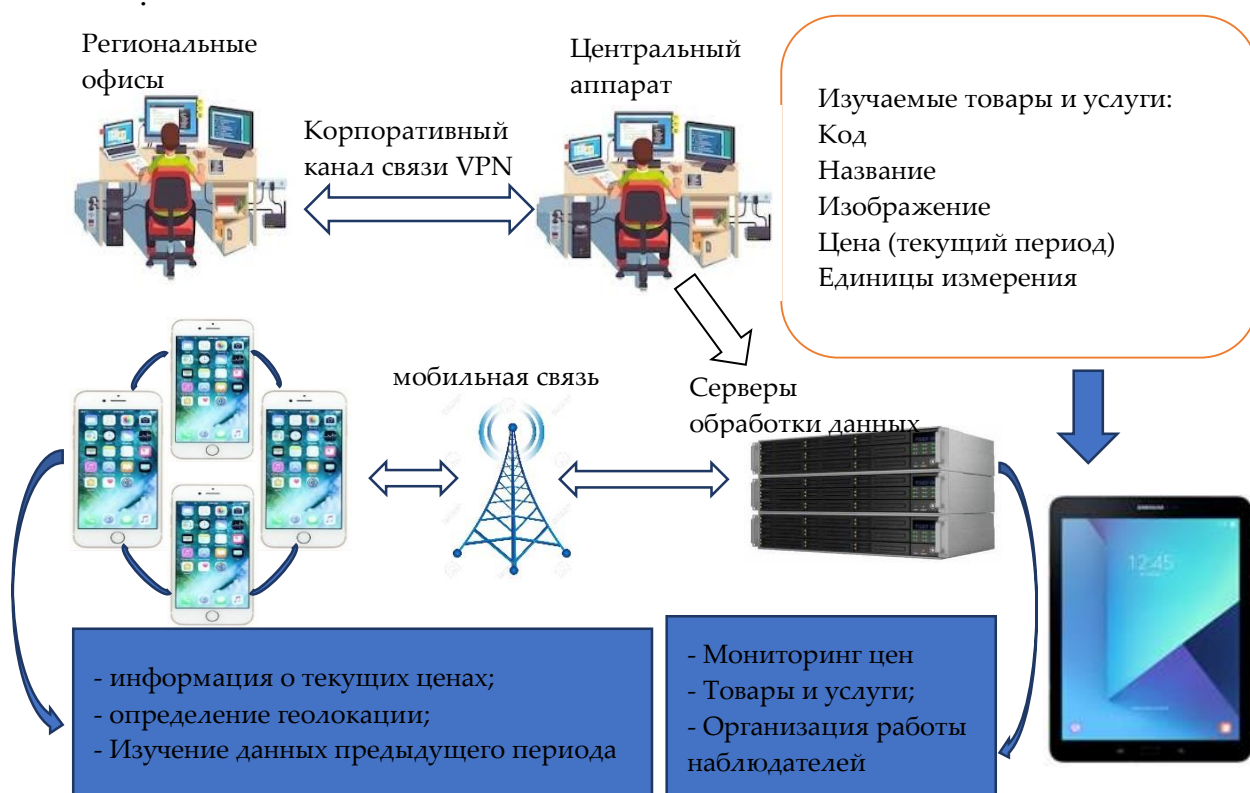 Региональные
офисы
Центральный
аппарат
Корпоративный
канал связи VPN
Изучаемые товары и услуги:
Код
Название
Изображение
Цена (текущий период)
Единицы измерения
мобильная связь
Серверы
обработки данных
SAMSUNG
12:45
- информация о текущих ценах;
- определение геолокации;
- Изучение данных предыдущего периода
- Мониторинг цен
- Товары и услуги;
- Организация работы
наблюдателей